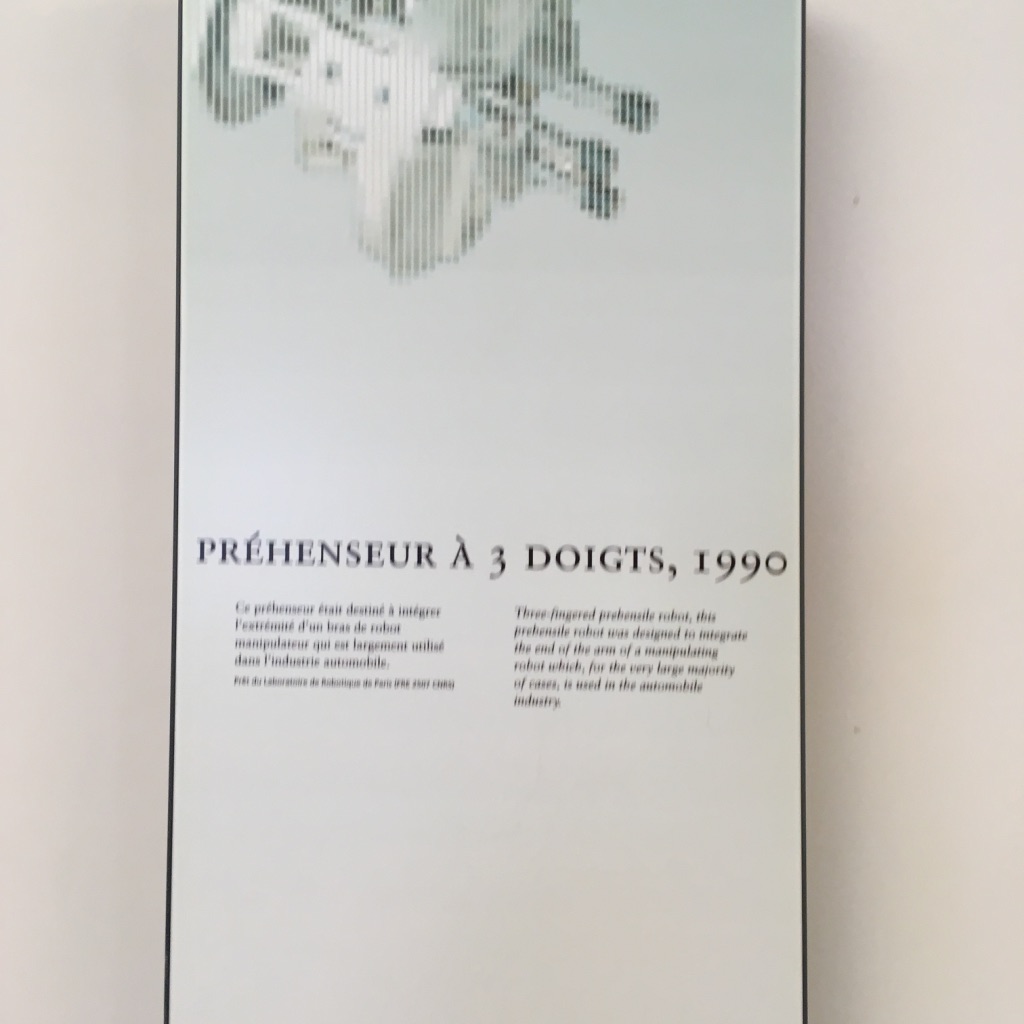 PRÉHENSEUR À 3 DOIGTS, 1990
Ce préhenseur était destiné à intégrer
l'extrémité d'un bras de robot
manipulateur qui est largement utilisé
dans l'industrie automobile.
Prêt du Laboratoire de Robotique de Paris (FRE 2507 CNRS)
Three-fingered prehensile robot, this
prehensile robot was designed to integrate
the end of the arm of a manipulating
robot which, for the very large majority
of cases, is used in the automobile
industry.